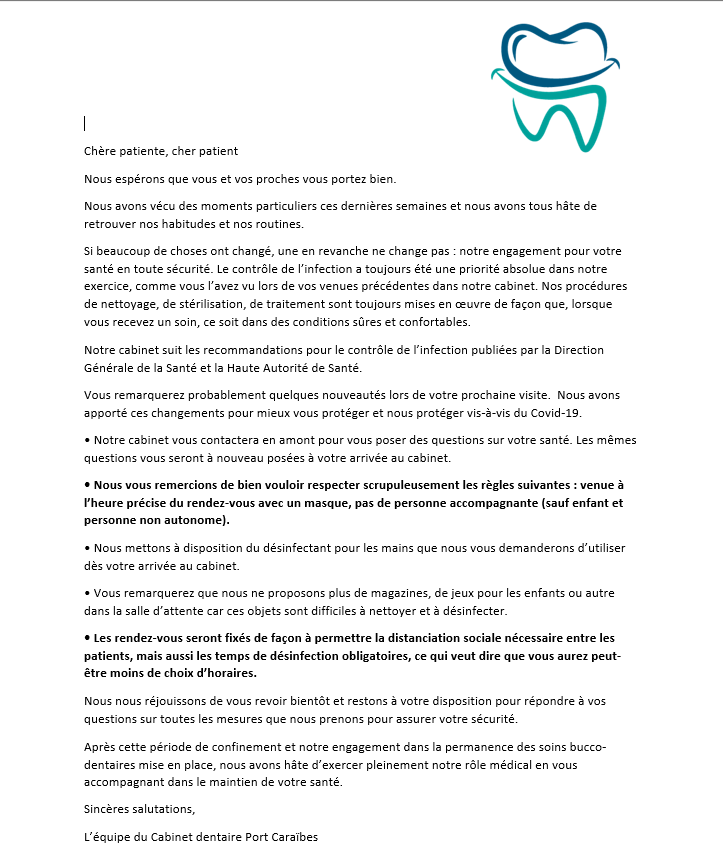 Chère patiente, cher patient
Nous espérons que vous et vos proches vous portez bien.
Nous avons vécu des moments particuliers ces dernières semaines et nous avons tous hâte de
retrouver nos habitudes et nos routines.
Si beaucoup de choses ont changé, une en revanche ne change pas : notre engagement pour votre
santé en toute sécurité. Le contrôle de l’infection a toujours été une priorité absolue dans notre
exercice, comme vous l’avez vu lors de vos venues précédentes dans notre cabinet. Nos procédures
de nettoyage, de stérilisation, de traitement sont toujours mises en œuvre de façon que, lorsque
vous recevez un soin, ce soit dans des conditions sûres et confortables.
Notre cabinet suit les recommandations pour le contrôle de l’infection publiées par la Direction
Générale de la Santé et la Haute Autorité de Santé.
Vous remarquerez probablement quelques nouveautés lors de votre prochaine visite.  Nous avons
apporté ces changements pour mieux vous protéger et nous protéger vis-à-vis du Covid-19.
• Notre cabinet vous contactera en amont pour vous poser des questions sur votre santé. Les mêmes
questions vous seront à nouveau posées à votre arrivée au cabinet.
• Nous vous remercions de bien vouloir respecter scrupuleusement les règles suivantes : venue à
l’heure précise du rendez-vous avec un masque, pas de personne accompagnante (sauf enfant et
personne non autonome).
• Nous mettons à disposition du désinfectant pour les mains que nous vous demanderons d’utiliser
dès votre arrivée au cabinet.
• Vous remarquerez que nous ne proposons plus de magazines, de jeux pour les enfants ou autre
dans la salle d’attente car ces objets sont difficiles à nettoyer et à désinfecter.
• Les rendez-vous seront fixés de façon à permettre la distanciation sociale nécessaire entre les
patients, mais aussi les temps de désinfection obligatoires, ce qui veut dire que vous aurez peut-
être moins de choix d’horaires.
Nous nous réjouissons de vous revoir bientôt et restons à votre disposition pour répondre à vos
questions sur toutes les mesures que nous prenons pour assurer votre sécurité.
Après cette période de confinement et notre engagement dans la permanence des soins bucco-
dentaires mise en place, nous avons hâte d’exercer pleinement notre rôle médical en vous
accompagnant dans le maintien de votre santé.
Sincères salutations,
L’équipe du Cabinet dentaire Port Caraïbes